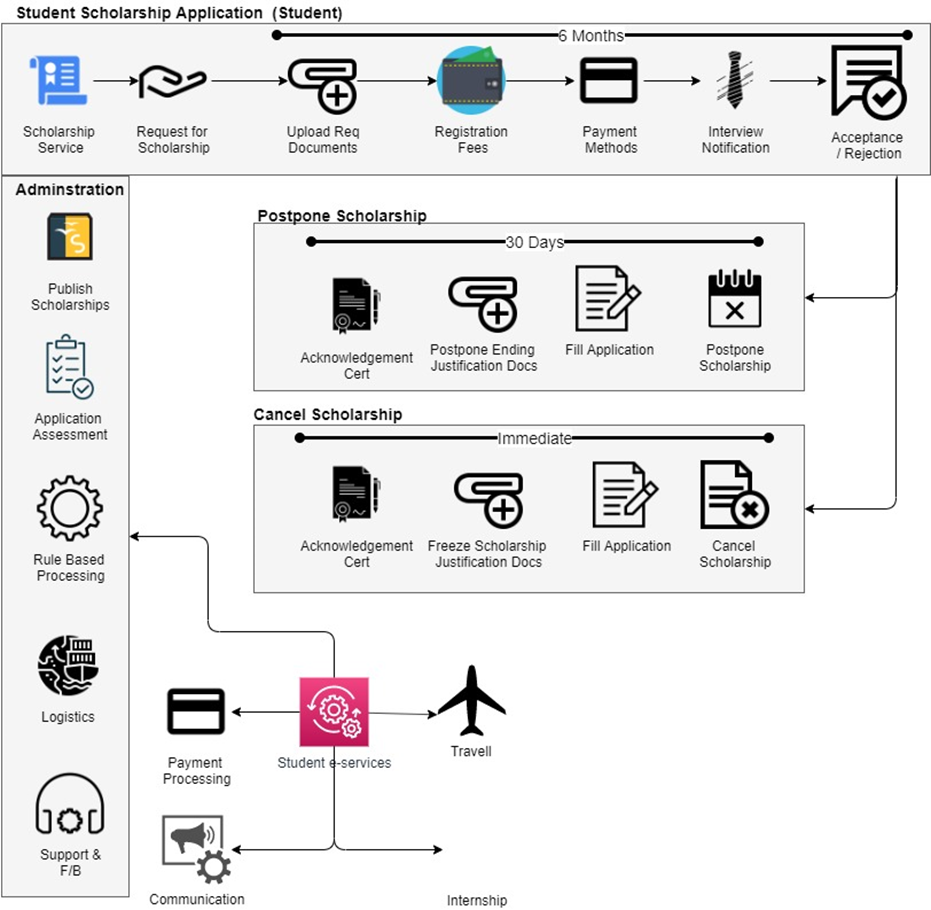 Student Scholarship Application (Student)
6 Months
Scholarship
Service
Request for
Scholarship
Upload Req
Documents
Registration
Fees
Payment
Methods
Interview
Notification
Acceptance
/ Rejection
Adminstration
Publish
Scholarships
Application
Assessment
Rule Based
Processing
Logistics
Support &
F/B
Postpone Scholarship
30 Days
Acknowledgement
Cert
Postpone Ending
Justification Docs
Fill Application
Postpone
Scholarship
Cancel Scholarship
Immediate
Acknowledgement
Cert
Freeze Scholarship
Justification Docs
Fill Application
Cancel
Scholarship
Payment
Processing
Student e-services
Travell
Communication
Internship